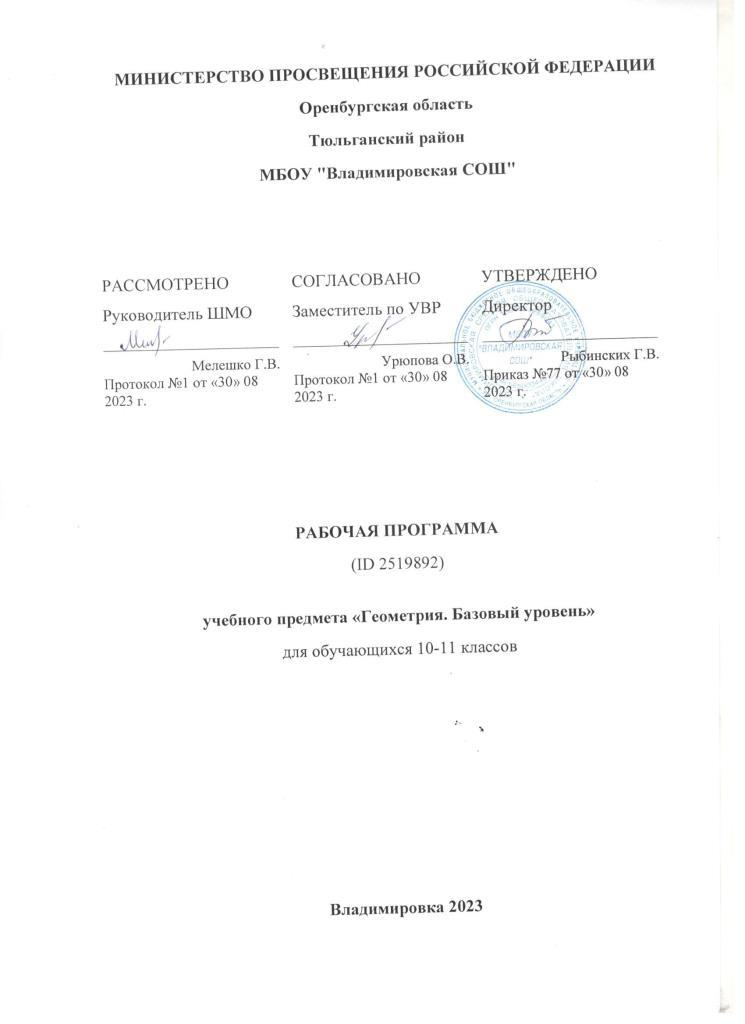 МИНИСТЕРСТВО ПРОСВЕЩЕНИЯ РОССИЙСКОЙ ФЕДЕРАЦИИ
Оренбургская область
Тюльганский район
МБОУ "Владимировская СОШ"
РАССМОТРЕНО
Руководитель ШМО
Мелешко Г.В.
Протокол №1 от «30» 08
2023 г.
СОГЛАСОВАНО
Заместитель по УВР
Урюпова О.В.
Протокол №1 от «30» 08
2023 г.
УТВЕРЖДЕНО
Директор
"ВЛАДИМИРОВСКАЯ
СОШ"
Рыбинских Г.В.
Приказ №77 от «30» 08
2023 г.
РАБОЧАЯ ПРОГРАММА
(ID 2519892)
учебного предмета «Геометрия. Базовый уровень»
для обучающихся 10-11 классов
Владимировка 2023